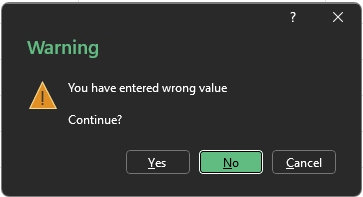 ?
Warning
You have entered wrong value
Continue?
Yes No Cancel